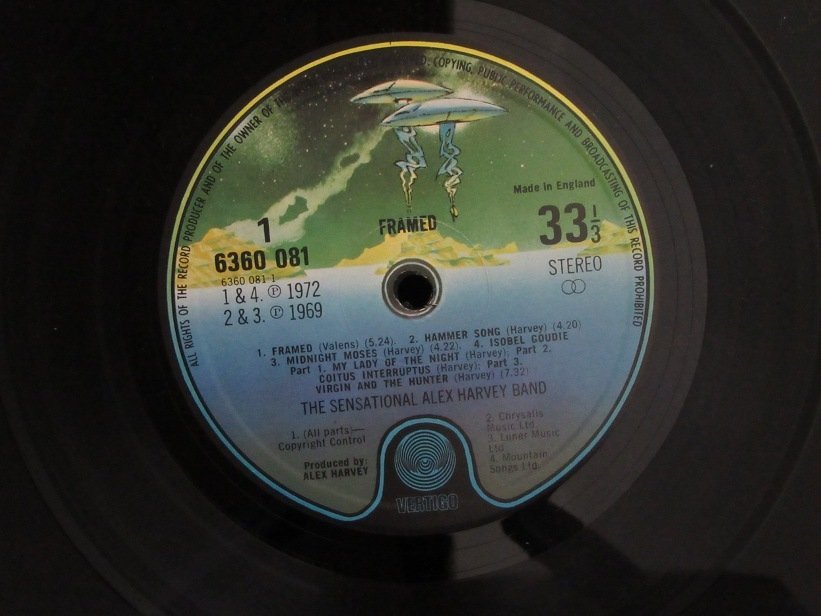 ALL RIGHTS OF THE RECORD PRODUCER AND OF THE OWNER OF THE
COPYING, PUBLIC PERFORMANCE AND BROADCASTING OF THIS RECORD PROHIBITED
Made in England
1
FRAMED
33 1/3
6360 081
6360 081 1
STEREO
1 & 4. Ⓟ 1972
2 & 3. Ⓟ 1969
1. FRAMED (Valens) (5.24). 2. HAMMER SONG (Harvey) (4.20)
3. MIDNIGHT MOSES (Harvey) (4.22). 4. ISOBEL GOUDIE
Part 1. MY LADY OF THE NIGHT (Harvey); Part 2.
COITUS INTERRUPTUS (Harvey); Part 3.
VIRGIN AND THE HUNTER (Harvey) (7.32)
THE SENSATIONAL ALEX HARVEY BAND
1. (All parts)—
Copyright Control
Produced by:
ALEX HARVEY
2. Chrysalis
Music Ltd
3. Luner Music
Ltd.
4. Mountain
Songs Ltd.
VERTIGO